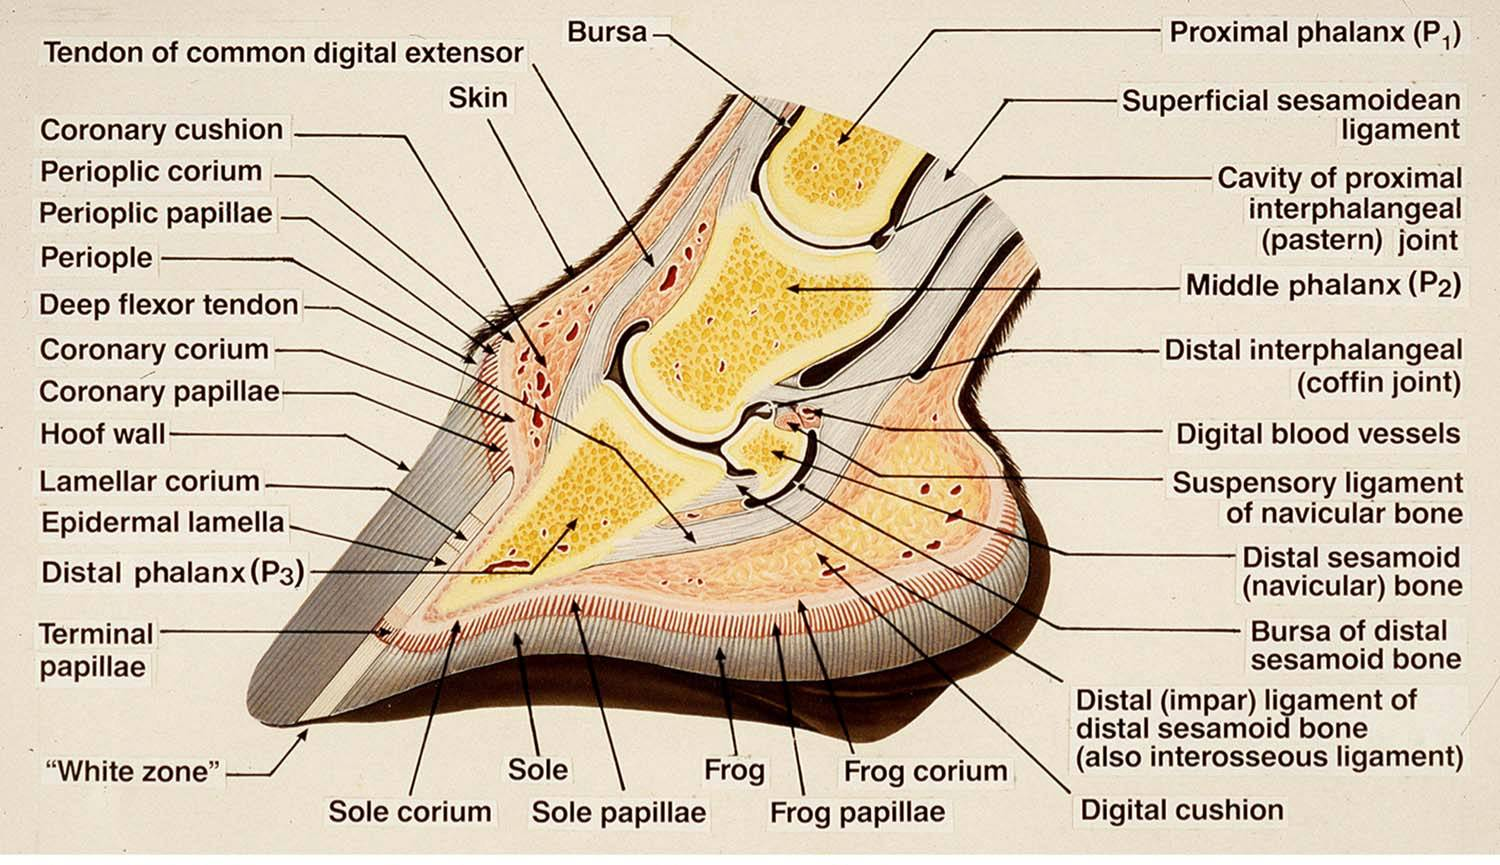 Bursa
Proximal phalanx (P1)
Tendon of common digital extensor
Skin
Superficial sesamoidean
ligament
Coronary cushion
Perioplic corium
Cavity of proximal
interphalangeal
(pastern) joint
Perioplic papillae
Periople
Middle phalanx (P2)
Deep flexor tendon
Coronary corium
Distal interphalangeal
(coffin joint)
Coronary papillae
Hoof wall
Digital blood vessels
Lamellar corium
Suspensory ligament
of navicular bone
Epidermal lamella
Distal phalanx (P3)
Distal sesamoid
(navicular) bone
Terminal
papillae
Bursa of distal
sesamoid bone
Distal (impar) ligament of
distal sesamoid bone
(also interosseous ligament)
"White zone"
Sole
Frog
Frog corium
Sole corium
Sole papillae
Frog papillae
Digital cushion